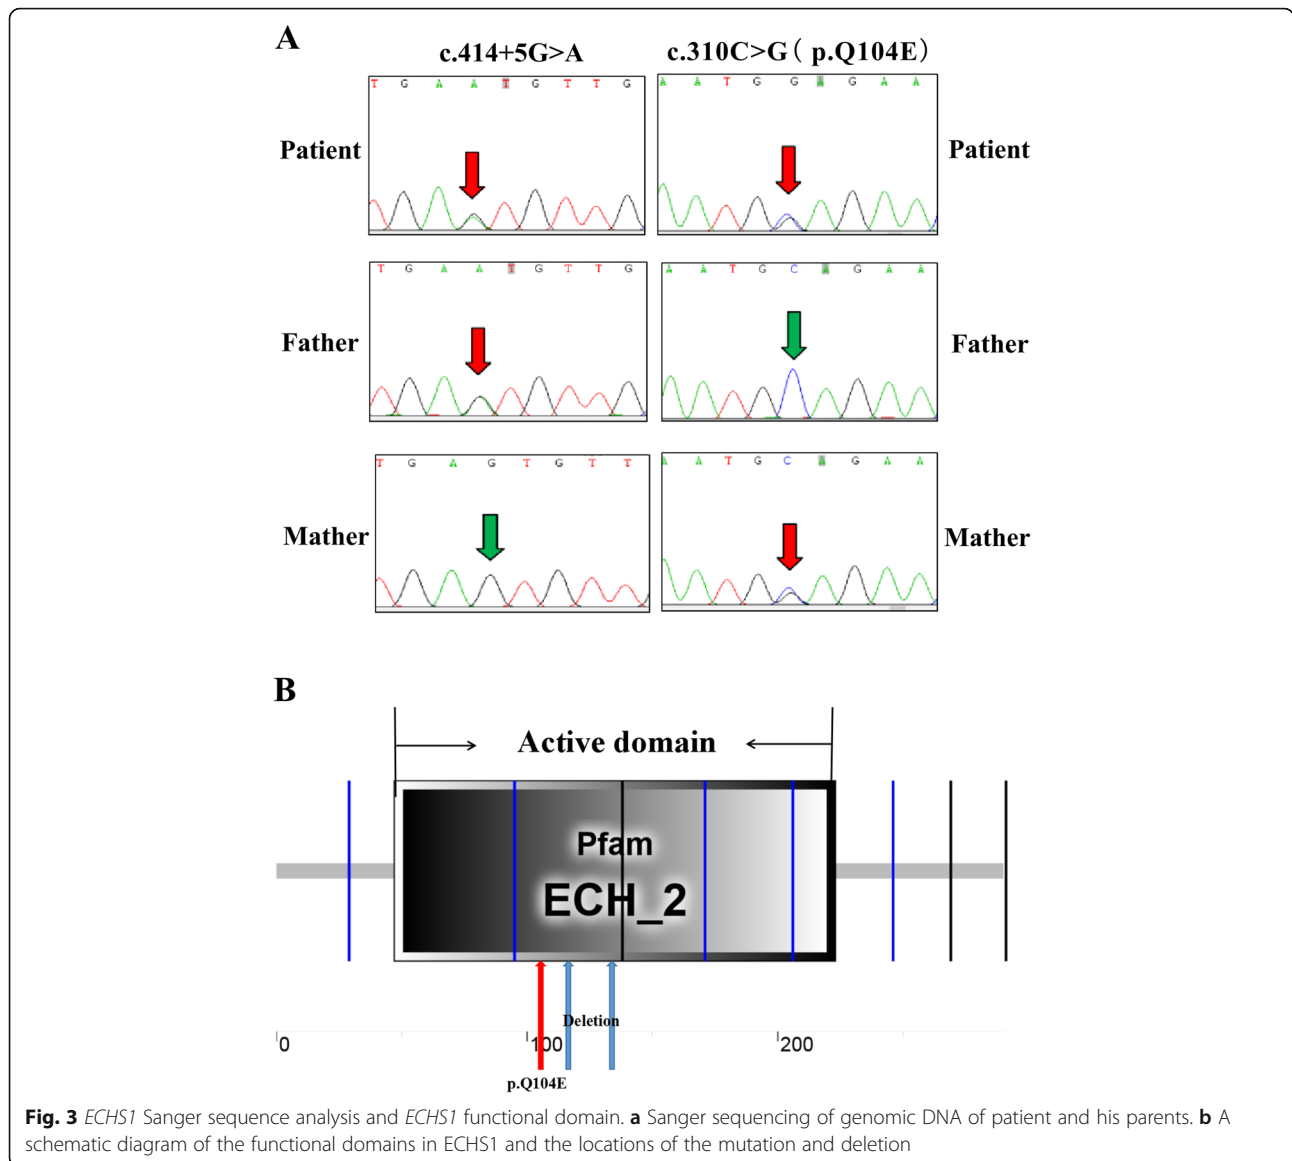 A
c.414+5G>A
c.310C>G ( p.Q104E)
T G A A T G T T G
A A T G G A G A A
Patient
Patient
T G A A T G T T G
A A T G C A G A A
Father
Father
T G A G T G T T
A A T G C A G A A
Mather
Mather
B
Active domain
Pfam
ECH_2
Deletion
0
100
200
p.Q104E
Fig. 3 ECHS1 Sanger sequence analysis and ECHS1 functional domain. a Sanger sequencing of genomic DNA of patient and his parents. b A
schematic diagram of the functional domains in ECHS1 and the locations of the mutation and deletion